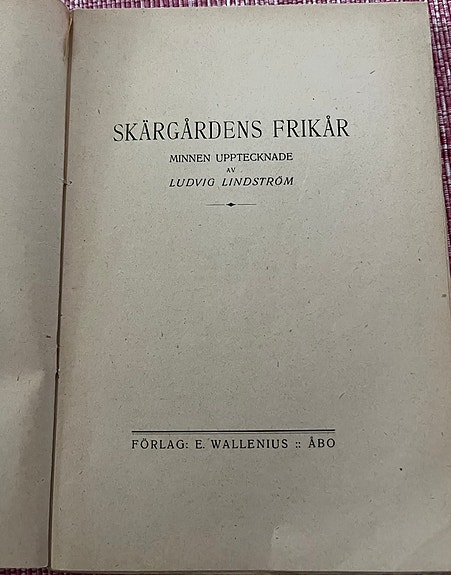 SKÄRGÅRDENS FRIKÅR
MINNEN UPPTECKNADE
AV
LUDVIG LINDSTRÖM
FÖRLAG: E. WALLENIUS :: ÅBO